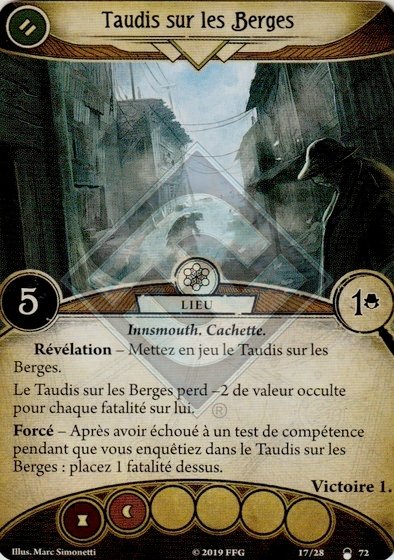 Taudis sur les Berges
5
1
LIEU
Innsmouth. Cachette.
Révélation – Mettez en jeu le Taudis sur les
Berges.
Le Taudis sur les Berges perd –2 de valeur occulte
pour chaque fatalité sur lui.
®
Forcé – Après avoir échoué à un test de compétence
pendant que vous enquêtiez dans le Taudis sur les
Berges : placez 1 fatalité dessus.
Victoire 1.
Illus. Marc Simonetti
© 2019 FFG
17/28
72